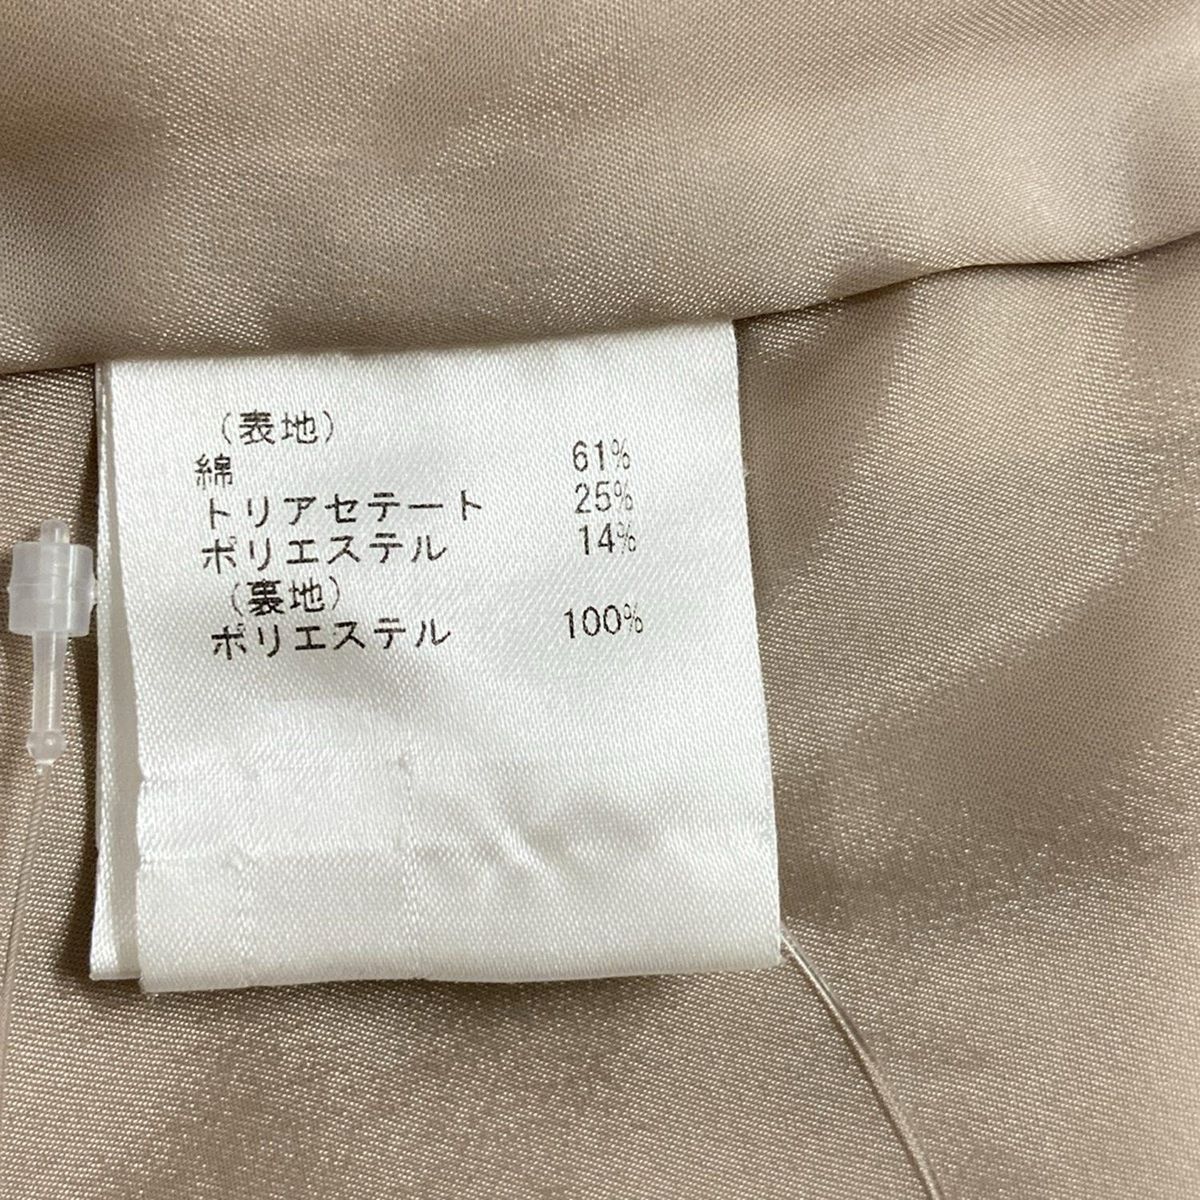 (表地)
綿 61%
トリアセテート 25%
ポリエステル 14%
(裏地)
ポリエステル 100%